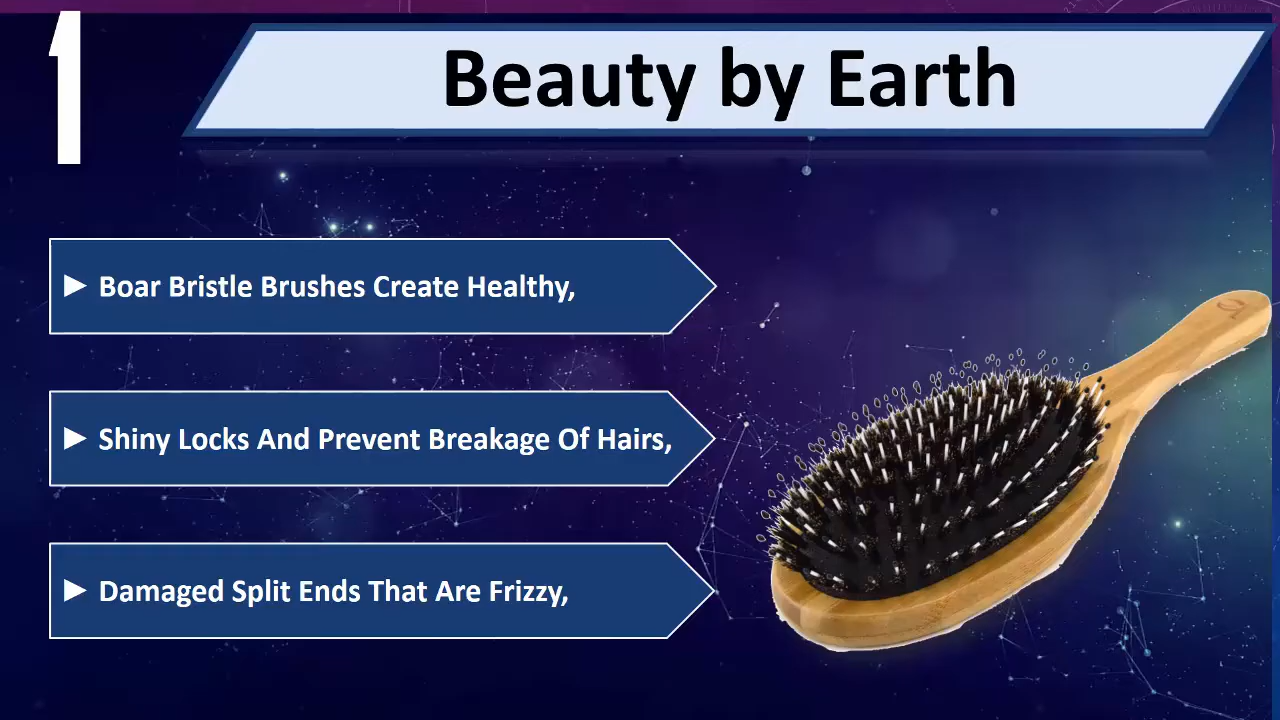 1
Beauty by Earth
► Boar Bristle Brushes Create Healthy,
► Shiny Locks And Prevent Breakage Of Hairs,
► Damaged Split Ends That Are Frizzy,